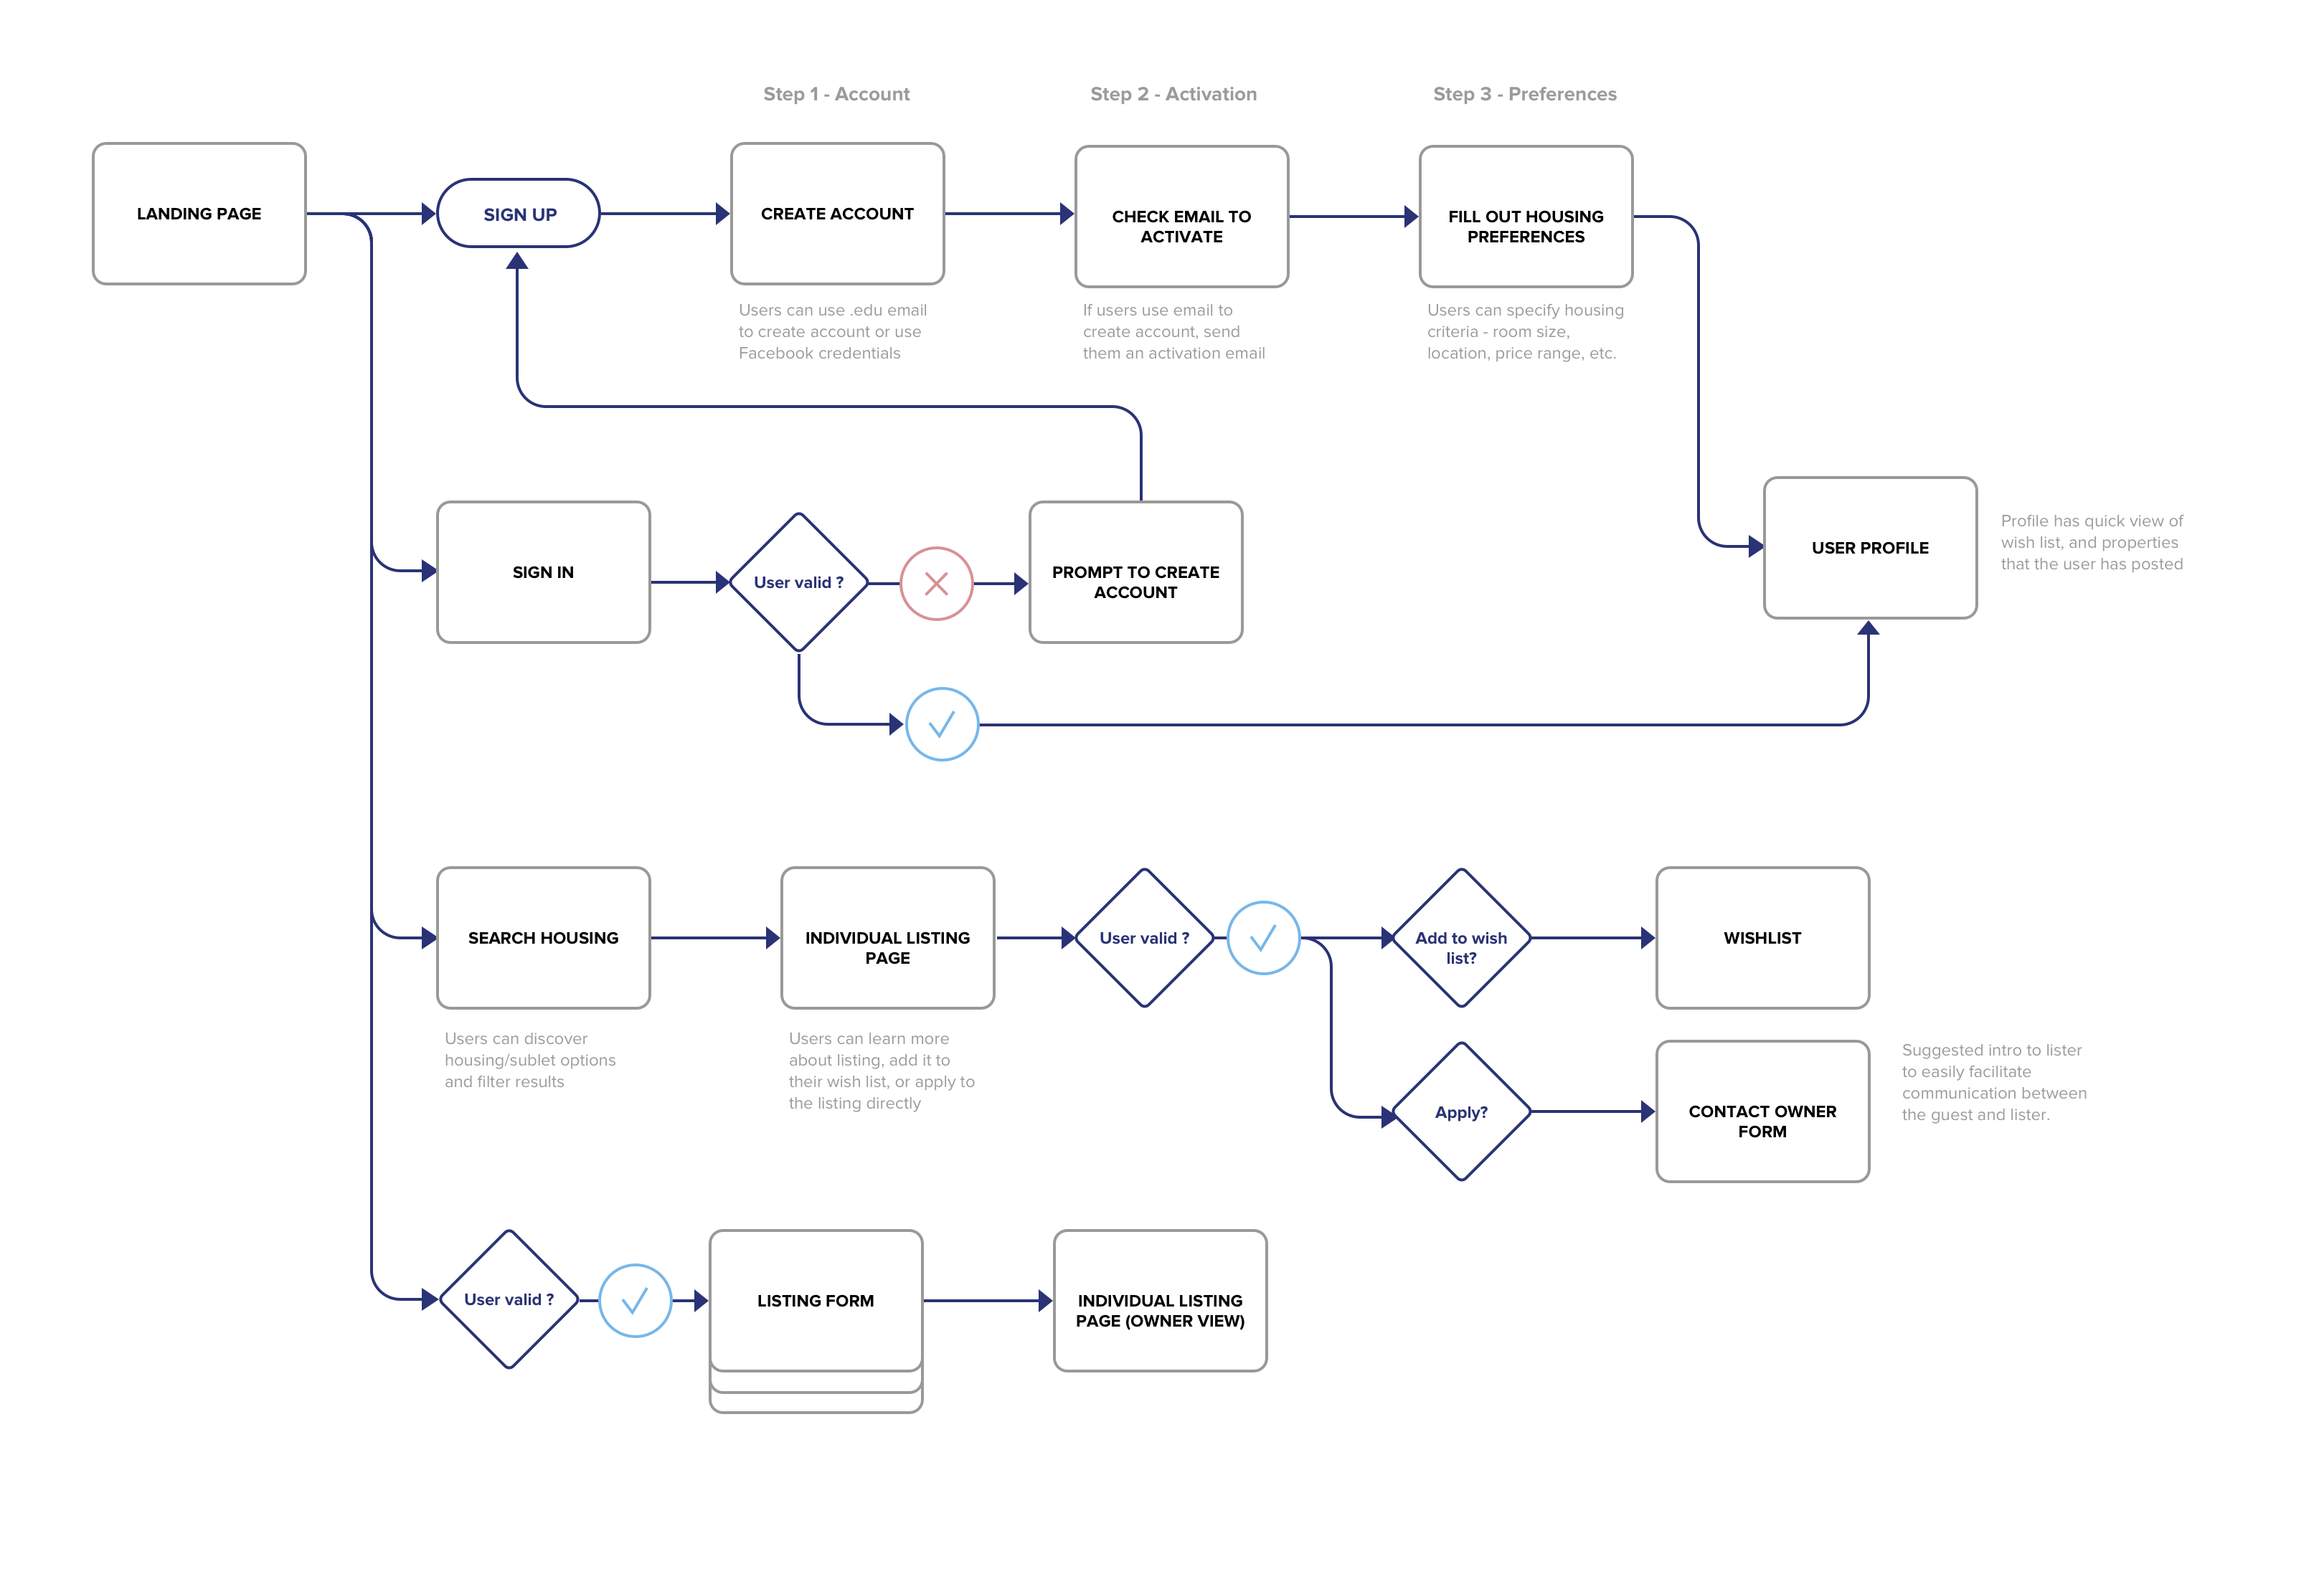 Step 1 - Account
Step 2 - Activation
Step 3 - Preferences
LANDING PAGE
SIGN UP
CREATE ACCOUNT
CHECK EMAIL TO
ACTIVATE
FILL OUT HOUSING
PREFERENCES
Users can use .edu email
to create account or use
Facebook credentials
If users use email to
create account, send
them an activation email
Users can specify housing
criteria - room size,
location, price range, etc.
SIGN IN
User valid ?
PROMPT TO CREATE
ACCOUNT
USER PROFILE
Profile has quick view of
wish list, and properties
that the user has posted
SEARCH HOUSING
INDIVIDUAL LISTING
PAGE
User valid ?
Add to wish
list?
WISHLIST
Users can discover
housing/sublet options
and filter results
Users can learn more
about listing, add it to
their wish list, or apply to
the listing directly
Apply?
CONTACT OWNER
FORM
Suggested intro to lister
to easily facilitate
communication between
the guest and lister.
User valid ?
LISTING FORM
INDIVIDUAL LISTING
PAGE (OWNER VIEW)